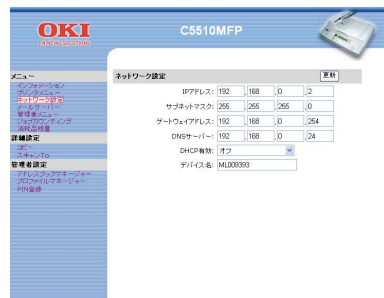 OKI
PRINTING SOLUTIONS
C5510MFP
メニュー
インフォメーション
プリンタメニュー
ネットワーク設定
メールサーバー
管理者メニュー
ジョブカウンティング
消耗品残量
詳細設定
コピー
スキャンTo
管理者設定
アドレスブックマネージャー
プロファイルマネージャー
PIN登録
ネットワーク設定
更新
IPアドレス: 192 .168 .0 .2
サブネットマスク: 255 .255 .255 .0
ゲートウェイアドレス: 192 .168 .0 .254
DNSサーバー: 192 .168 .0 .24
DHCP有効: オフ
デバイス名: ML009393